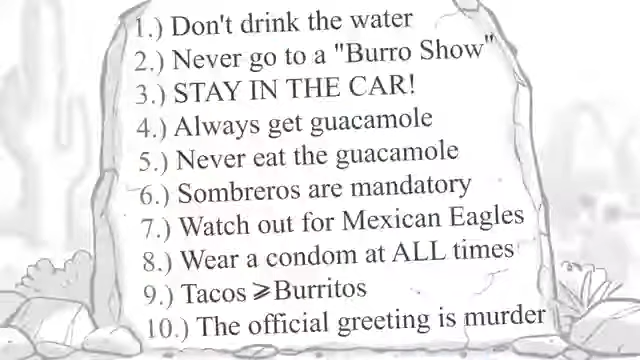 1.) Don't drink the water
2.) Never go to a "Burro Show"
3.) STAY IN THE CAR!
4.) Always get guacamole
5.) Never eat the guacamole
6.) Sombreros are mandatory
7.) Watch out for Mexican Eagles
8.) Wear a condom at ALL times
9.) Tacos ⩾ Burritos
10.) The official greeting is murder